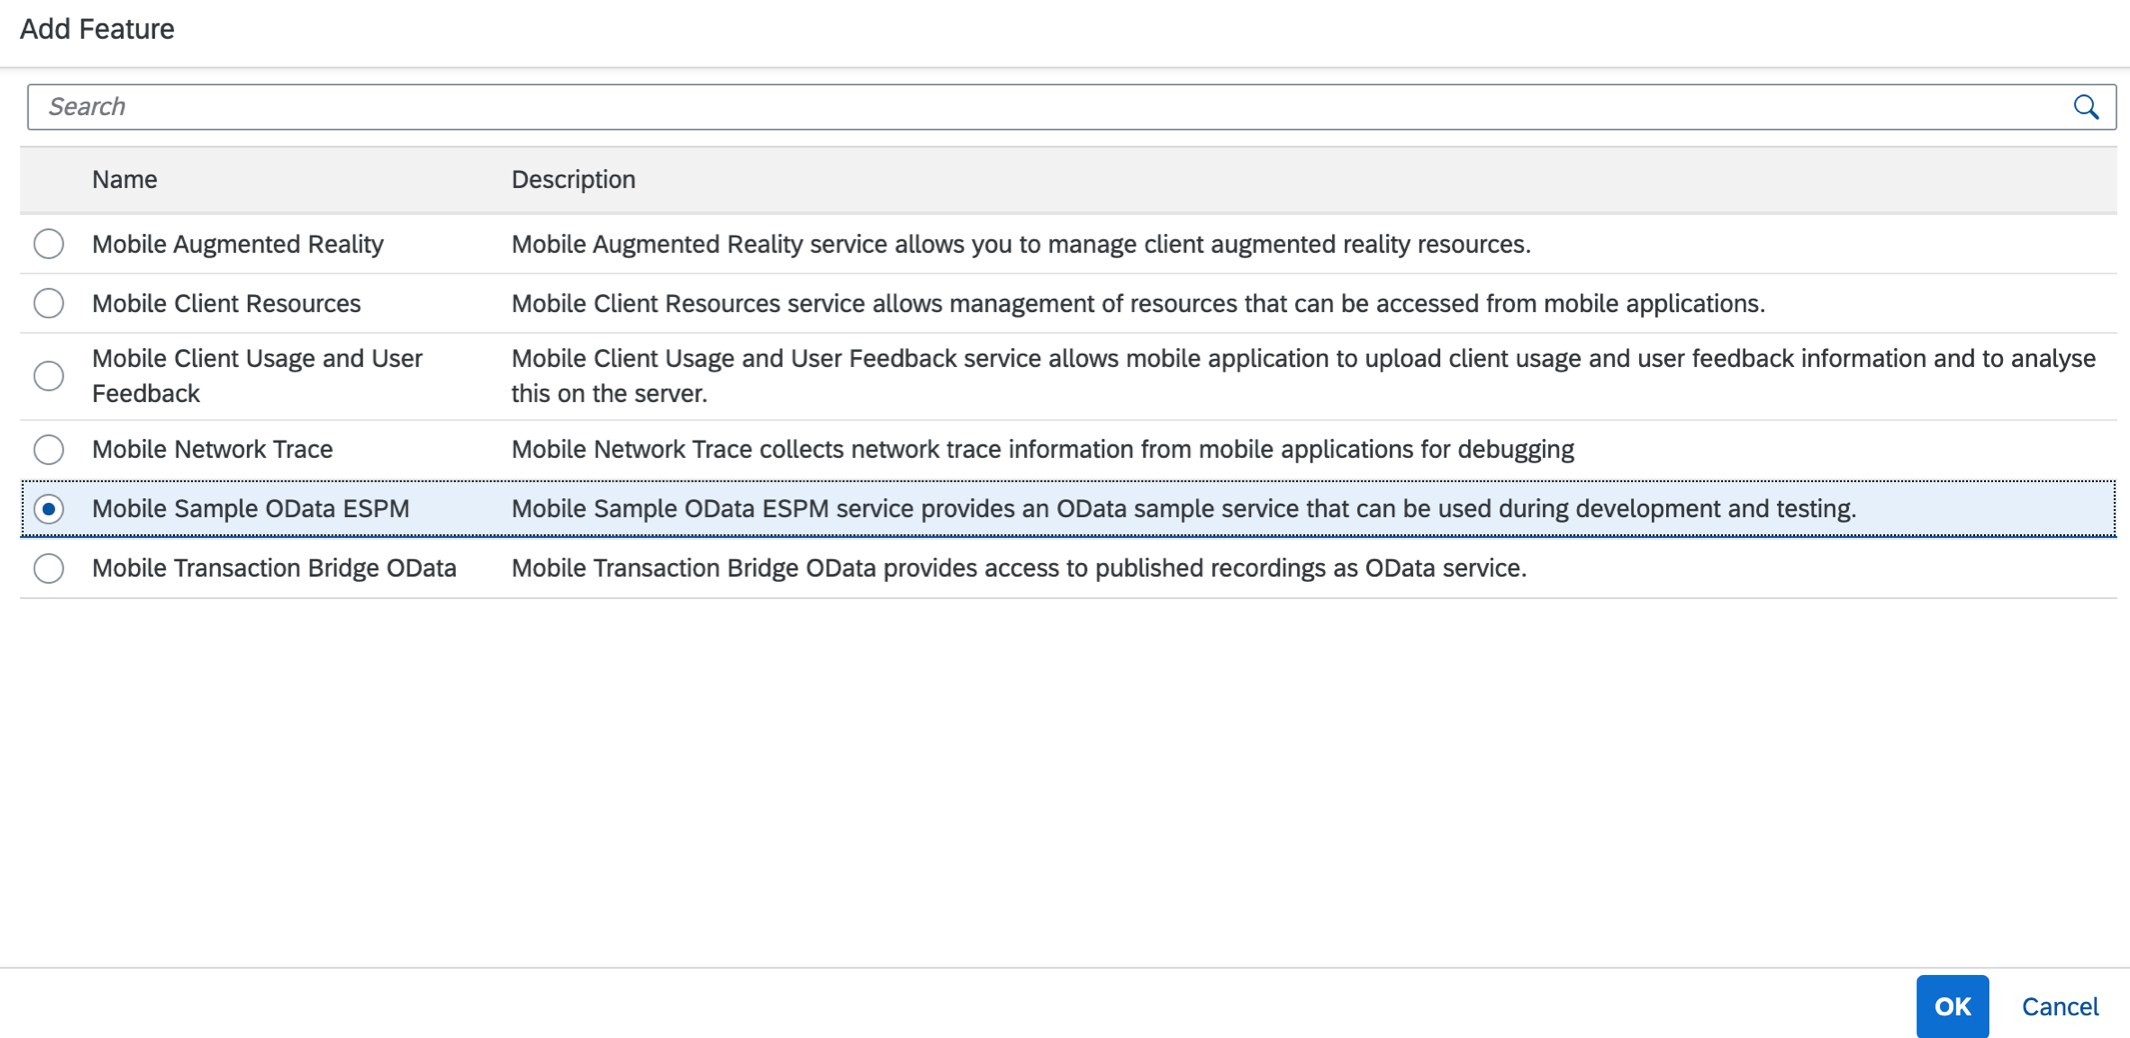 Add Feature
Search
Name Description
Mobile Augmented Reality Mobile Augmented Reality service allows you to manage client augmented reality resources.
Mobile Client Resources Mobile Client Resources service allows management of resources that can be accessed from mobile applications.
Mobile Client Usage and User Feedback Mobile Client Usage and User Feedback service allows mobile application to upload client usage and user feedback information and to analyse
this on the server.
Mobile Network Trace Mobile Network Trace collects network trace information from mobile applications for debugging
Mobile Sample OData ESPM Mobile Sample OData ESPM service provides an OData sample service that can be used during development and testing.
Mobile Transaction Bridge OData Mobile Transaction Bridge OData provides access to published recordings as OData service.
OK Cancel